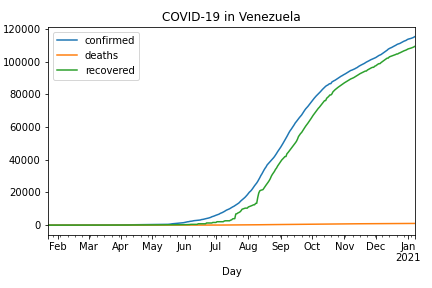 COVID-19 in Venezuela
confirmed
deaths
recovered
120000
100000
80000
60000
40000
20000
0
Feb Mar Apr May Jun Jul Aug Sep Oct Nov Dec Jan
2021
Day